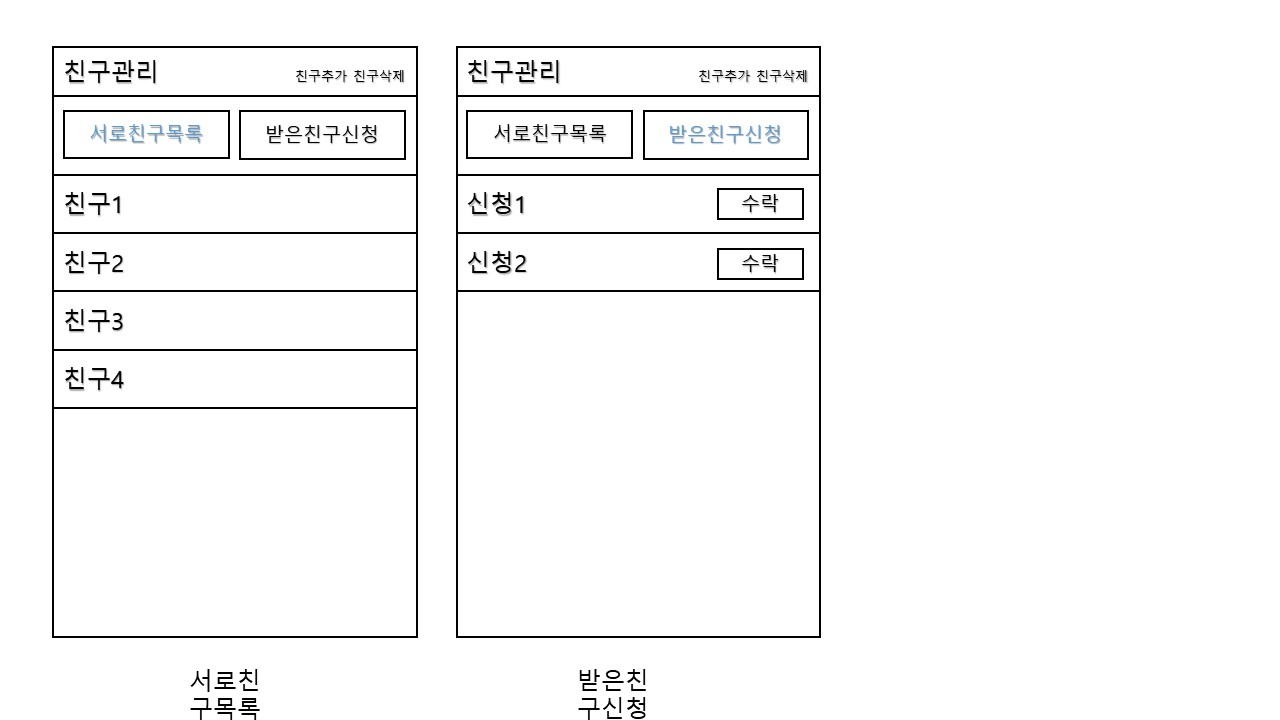 친구관리
친구추가 친구삭제
서로친구목록
받은친구신청
친구1
친구2
친구3
친구4
서로친
구목록
친구관리
친구추가 친구삭제
서로친구목록
받은친구신청
신청1
수락
신청2
수락
받은친
구신청